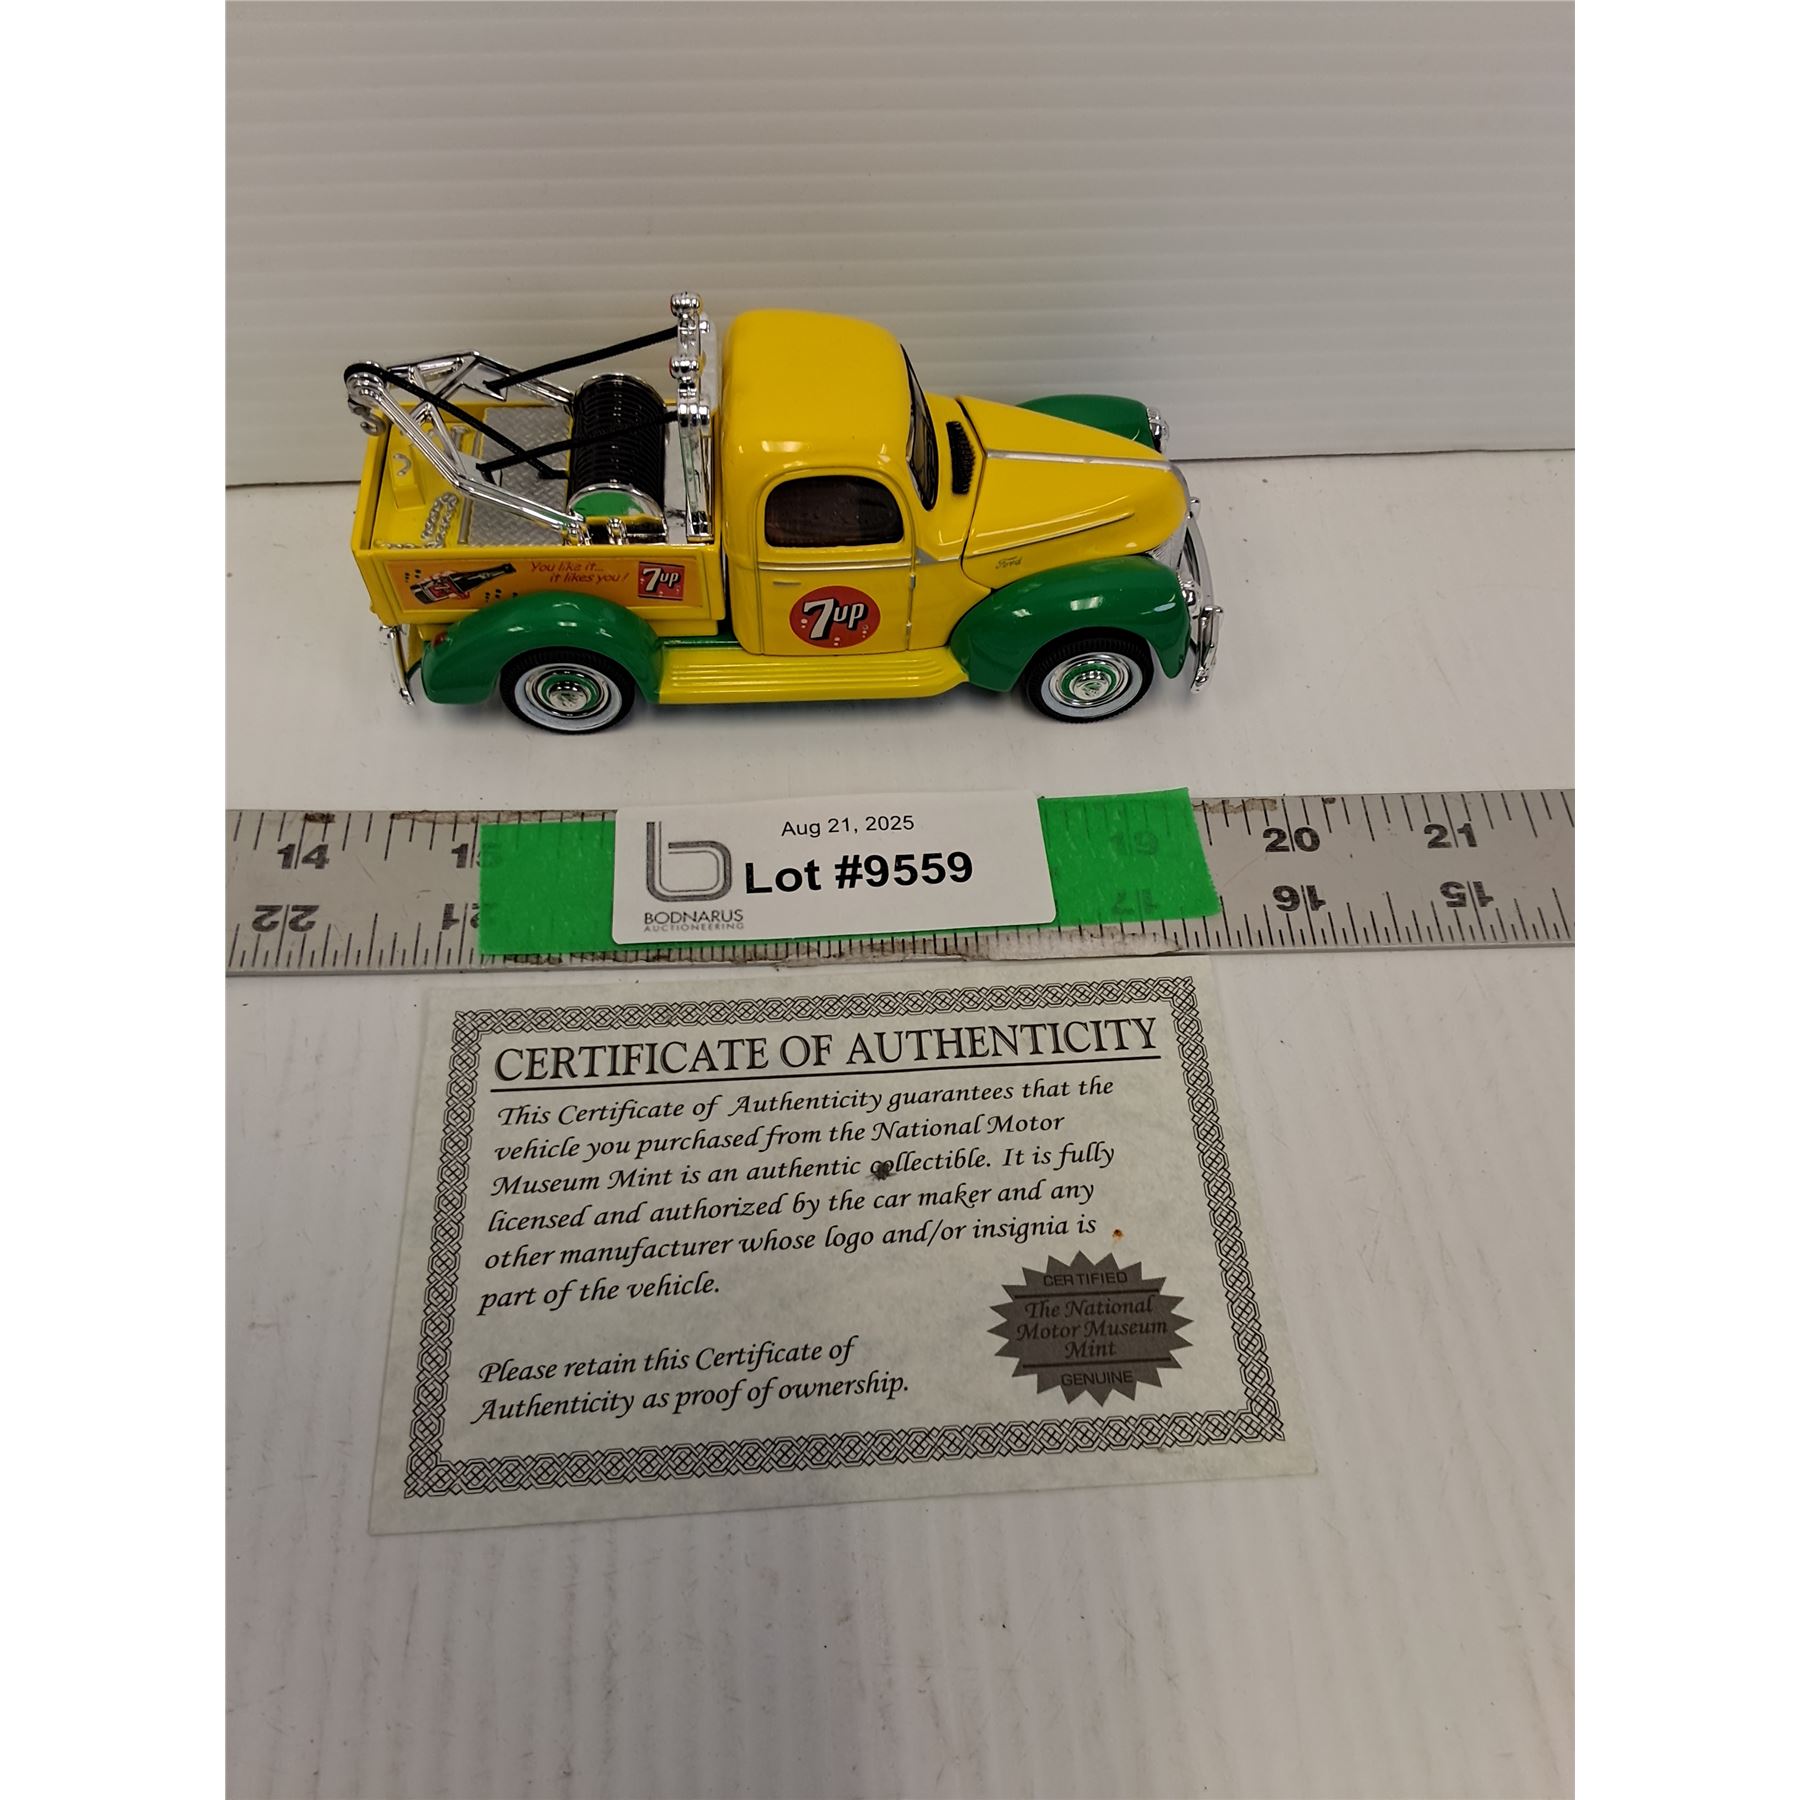 You like it...
it likes you!
7up
7up
Ford
14
19
20
21
22
21
17
16
15
Aug 21, 2025
Lot #9559
BODNARUS
AUCTIONEERING
CERTIFICATE OF AUTHENTICITY
This Certificate of Authenticity guarantees that the
vehicle you purchased from the National Motor
Museum Mint is an authentic collectible. It is fully
licensed and authorized by the car maker and any
other manufacturer whose logo and/or insignia is
part of the vehicle.
Please retain this Certificate of
Authenticity as proof of ownership.
CERTIFIED
The National
Motor Museum
Mint
GENUINE